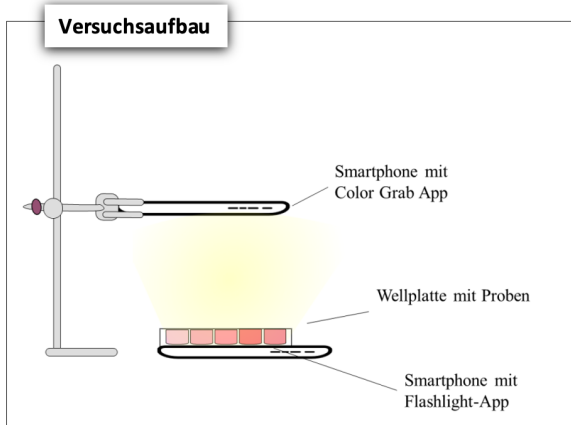 Versuchsaufbau
Smartphone mit
Color Grab App
Wellplatte mit Proben
Smartphone mit
Flashlight-App